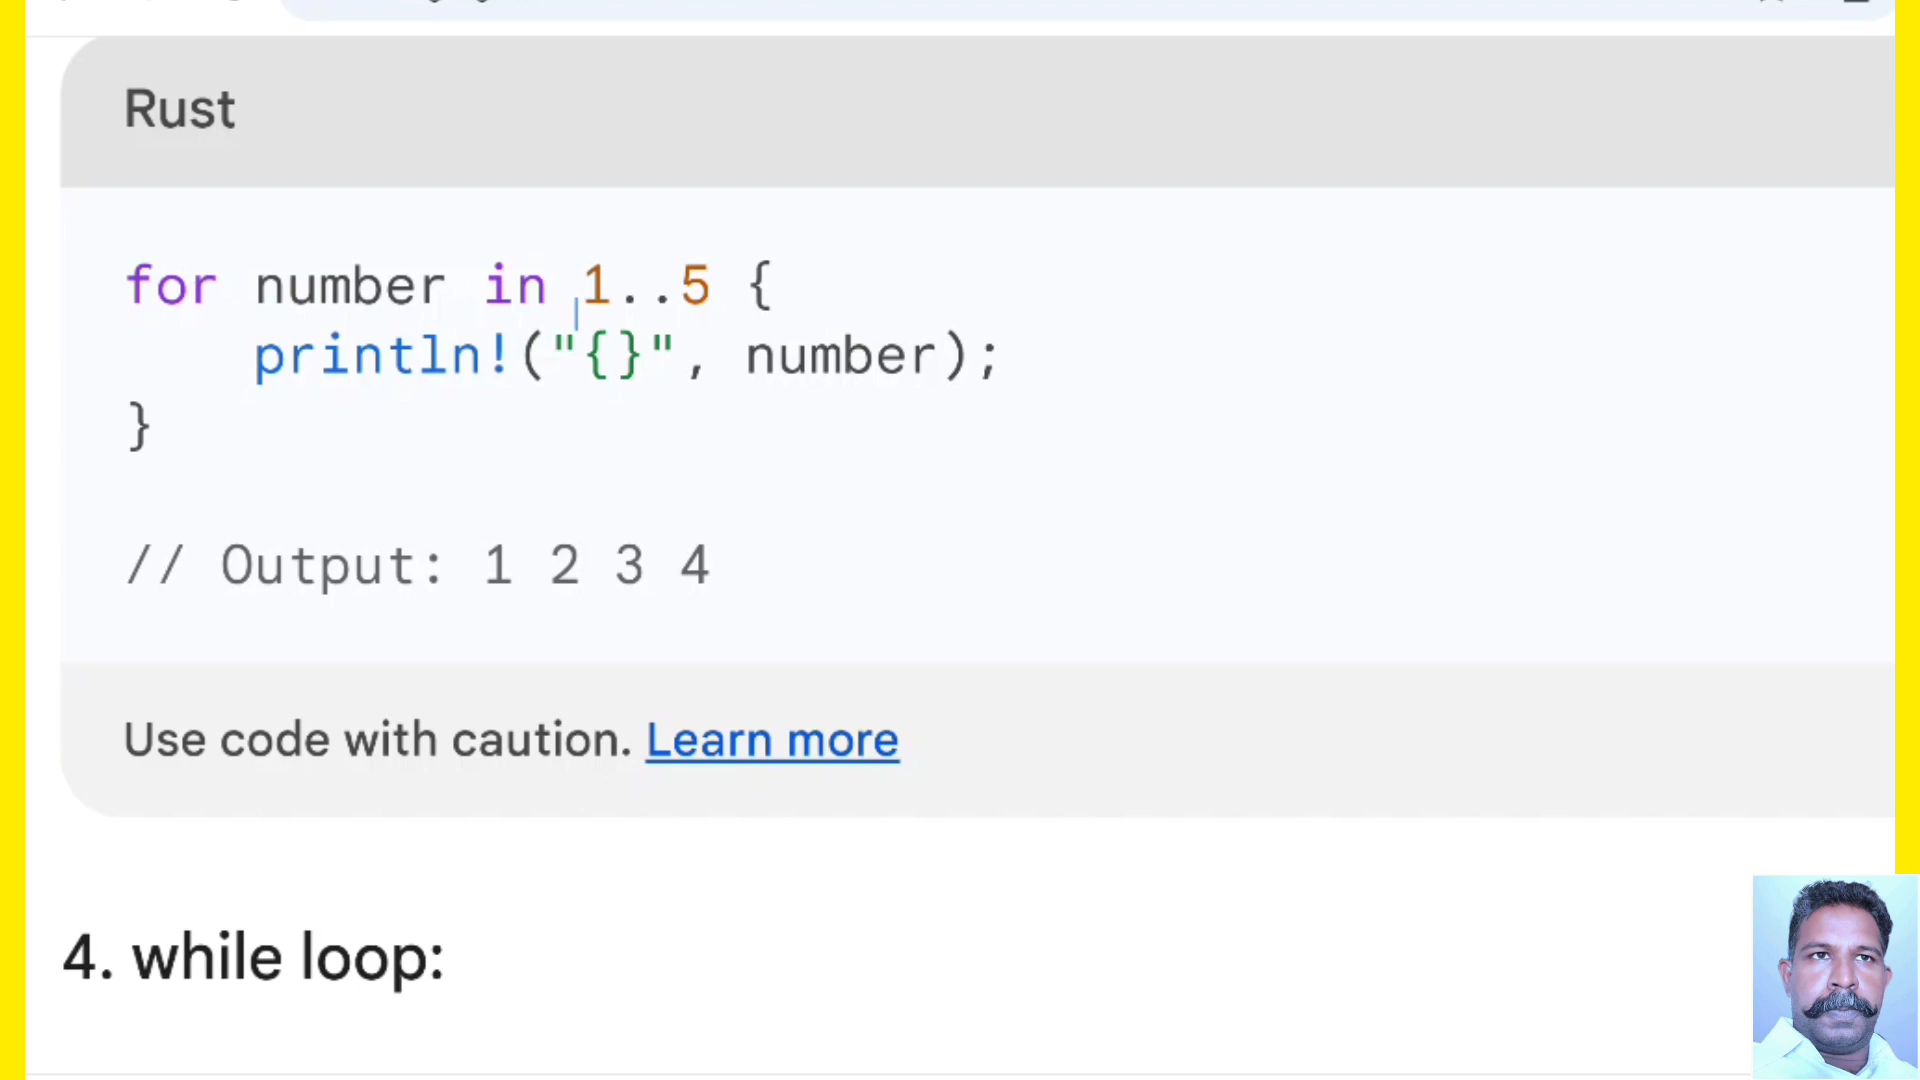 Rust
for number in 1..5 {
println!("{}", number);
}
// Output: 1 2 3 4
Use code with caution. Learn more
4. while loop: